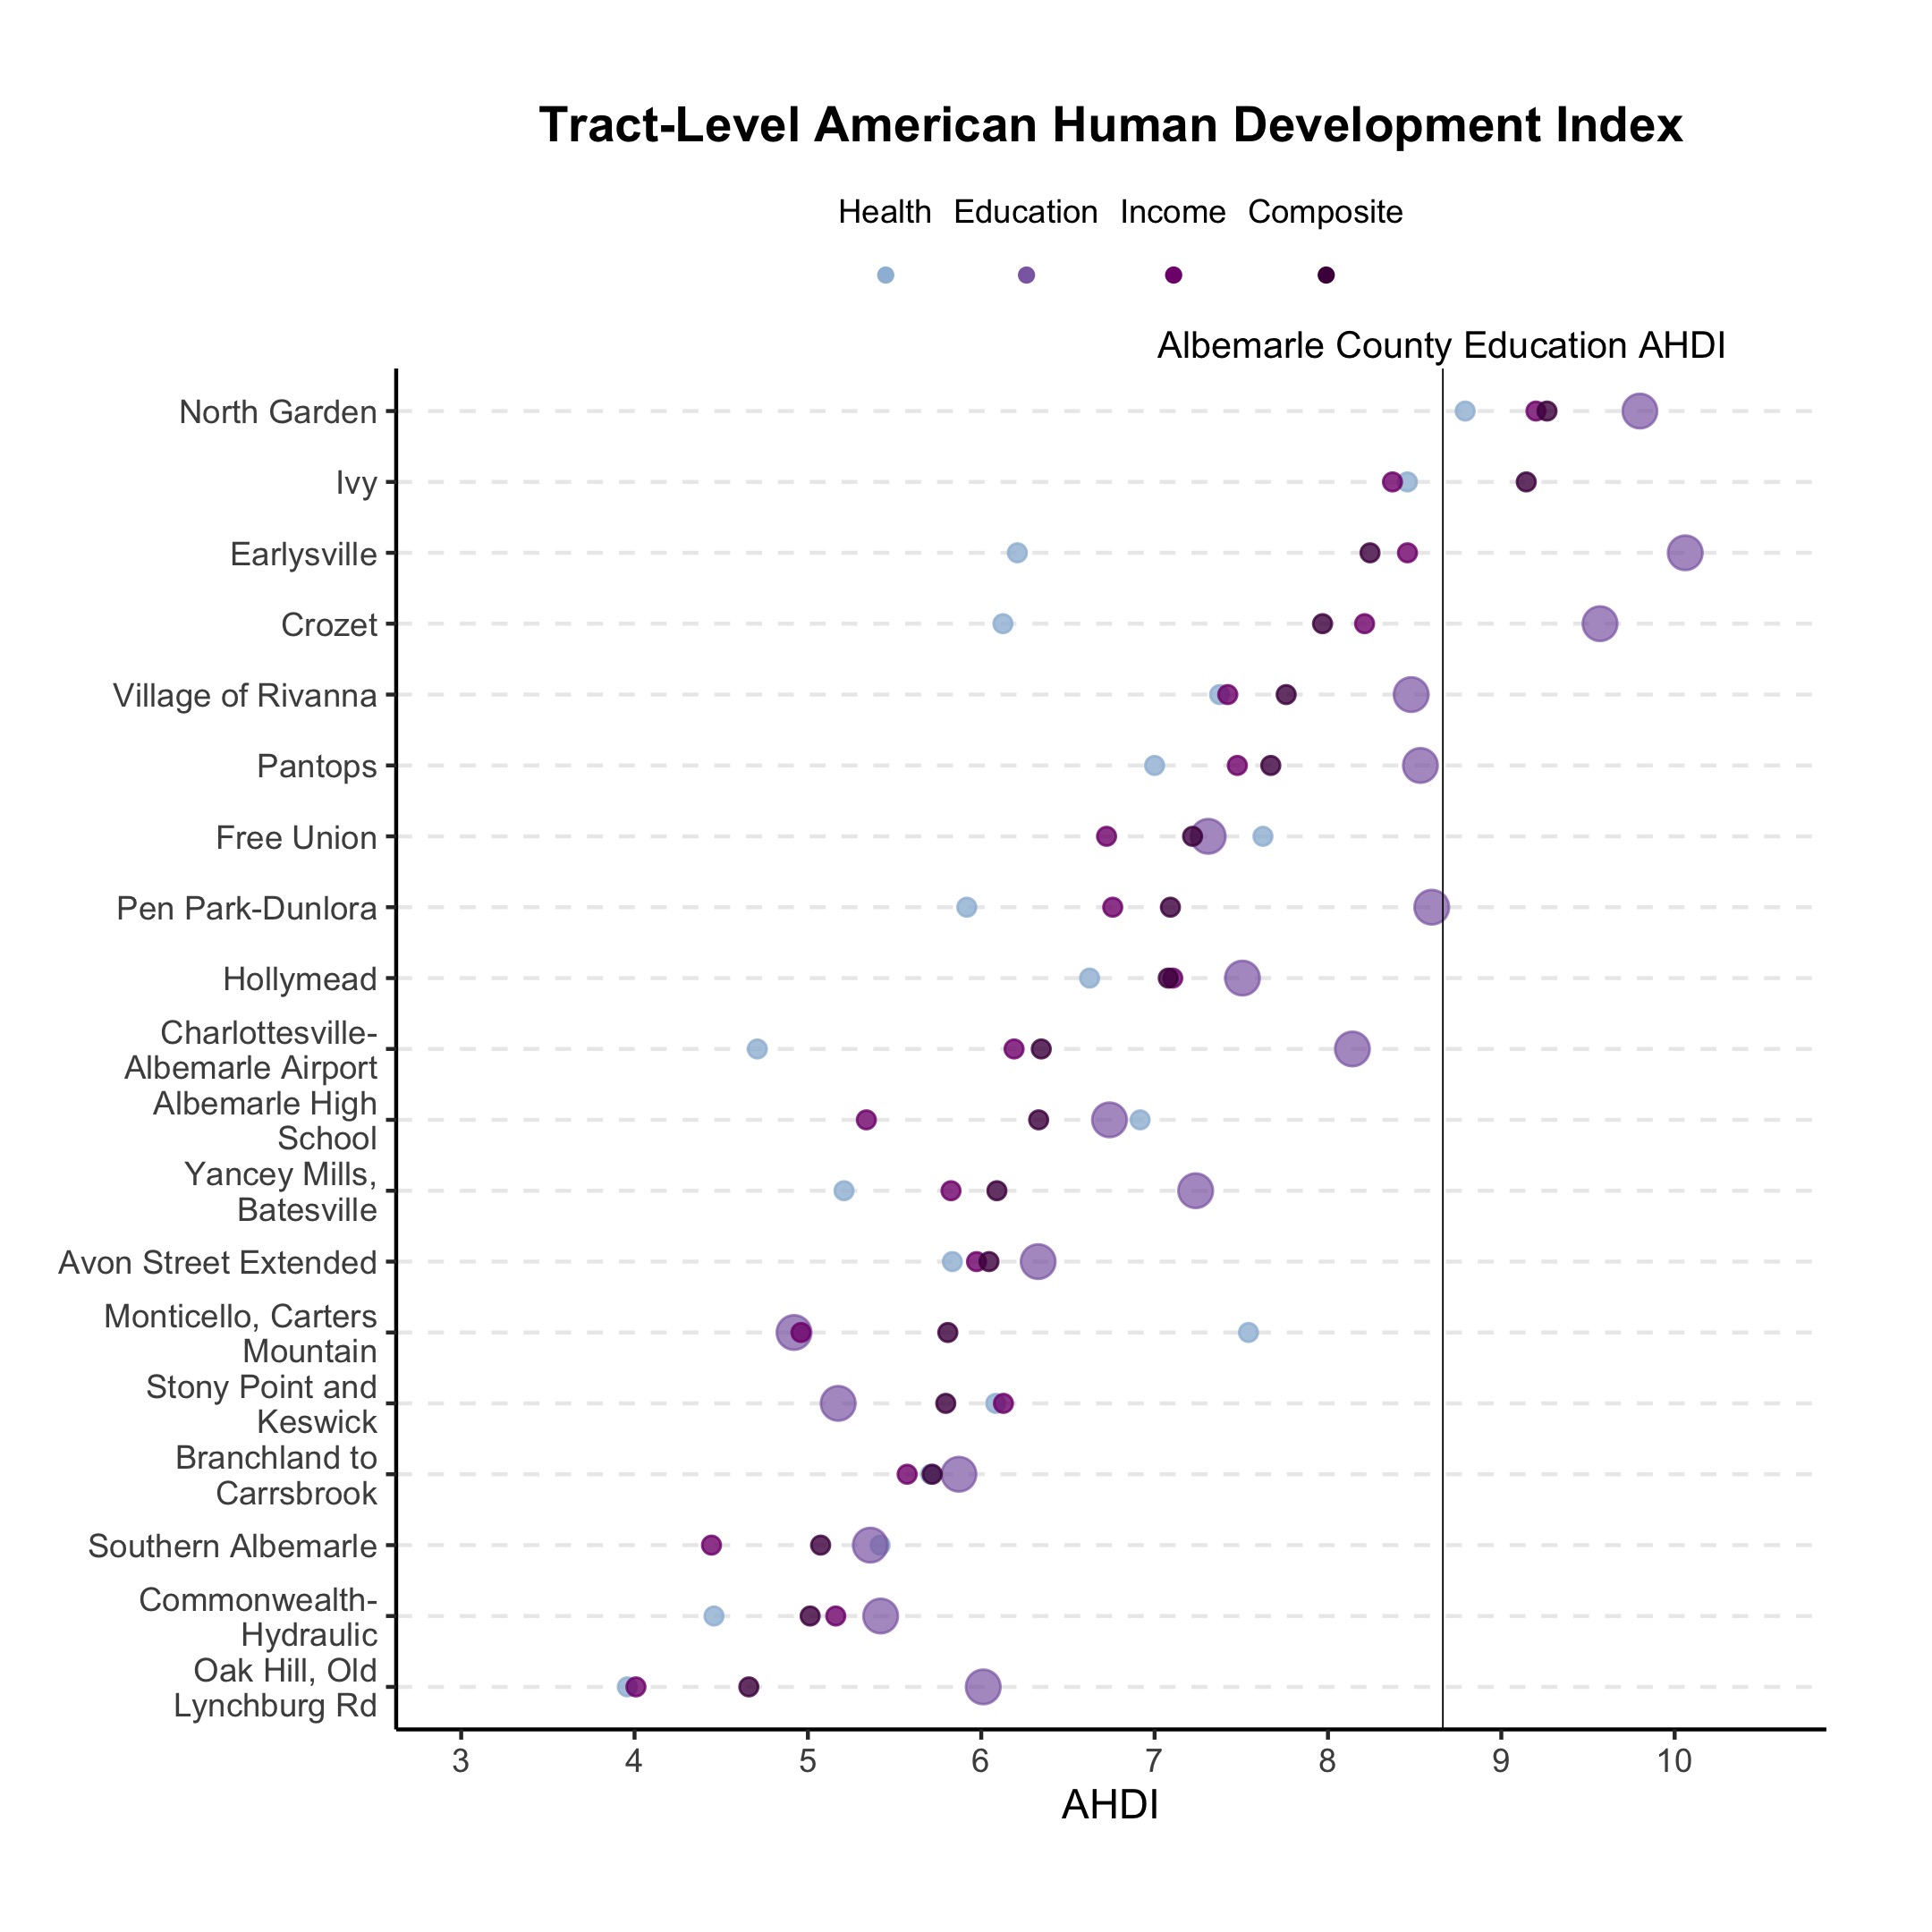 Tract-Level American Human Development Index
Health Education Income Composite
Albemarle County Education AHDI
North Garden
Ivy
Earlysville
Crozet
Village of Rivanna
Pantops
Free Union
Pen Park-Dunlora
Hollymead
Charlottesville-
Albemarle Airport
Albemarle High
School
Yancey Mills,
Batesville
Avon Street Extended
Monticello, Carters
Mountain
Stony Point and
Keswick
Branchland to
Carrsbrook
Southern Albemarle
Commonwealth-
Hydraulic
Oak Hill, Old
Lynchburg Rd
3 4 5 6 7 8 9 10
AHDI